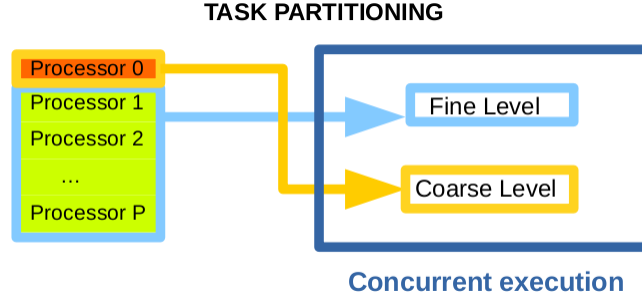 TASK PARTITIONING
Processor 0
Processor 1
Processor 2
...
Processor P
Fine Level
Coarse Level
Concurrent execution